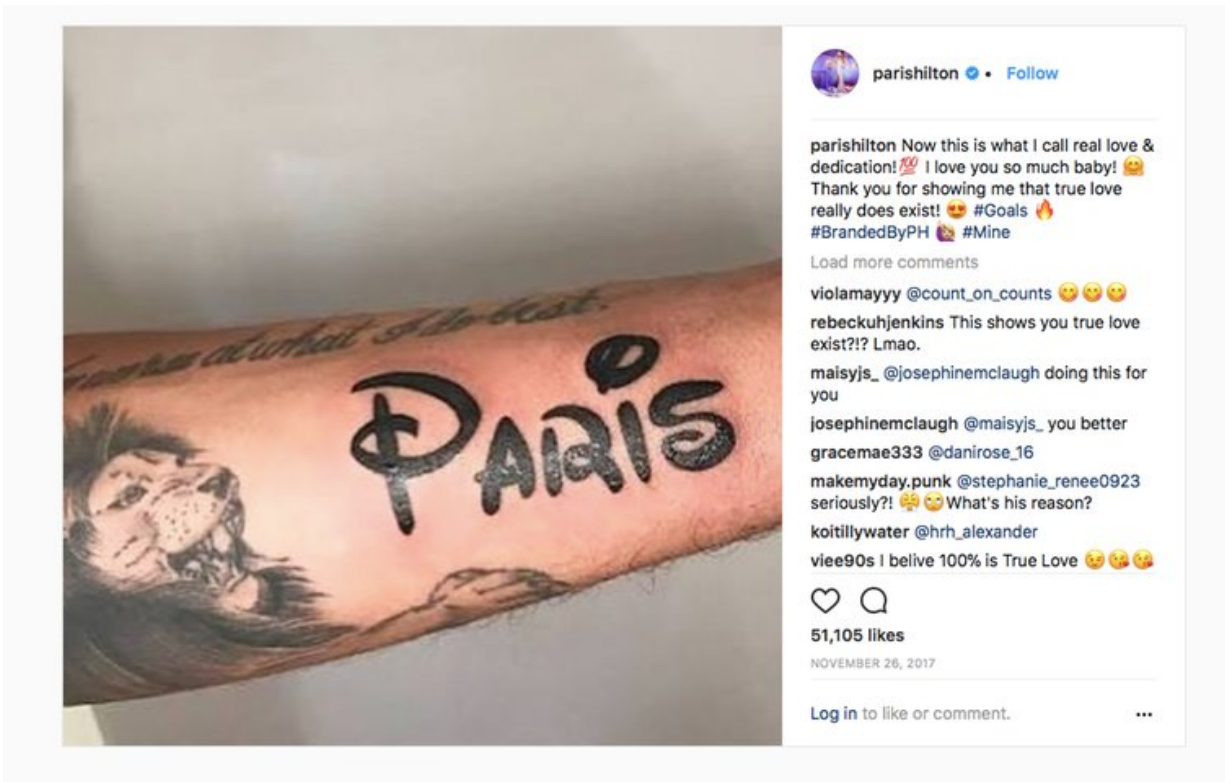 at what I do best.
PARIS
parishilton • Follow
parishilton Now this is what I call real love &
dedication!💯 I love you so much baby! 🤗
Thank you for showing me that true love
really does exist! 😍 #Goals 🔥
#BrandedByPH 🙋🏼 #Mine
Load more comments
violamayyy @count_on_counts 😋😋😋
rebeckuhjenkins This shows you true love
exist?!? Lmao.
maisyjs_ @josephinemclaugh doing this for
you
josephinemclaugh @maisyjs_ you better
gracemae333 @danirose_16
makemyday.punk @stephanie_renee0923
seriously?! 😤🙄What's his reason?
koitillywater @hrh_alexander
viee90s I belive 100% is True Love 😉😘😘
51,105 likes
NOVEMBER 26, 2017
Log in to like or comment.
•••